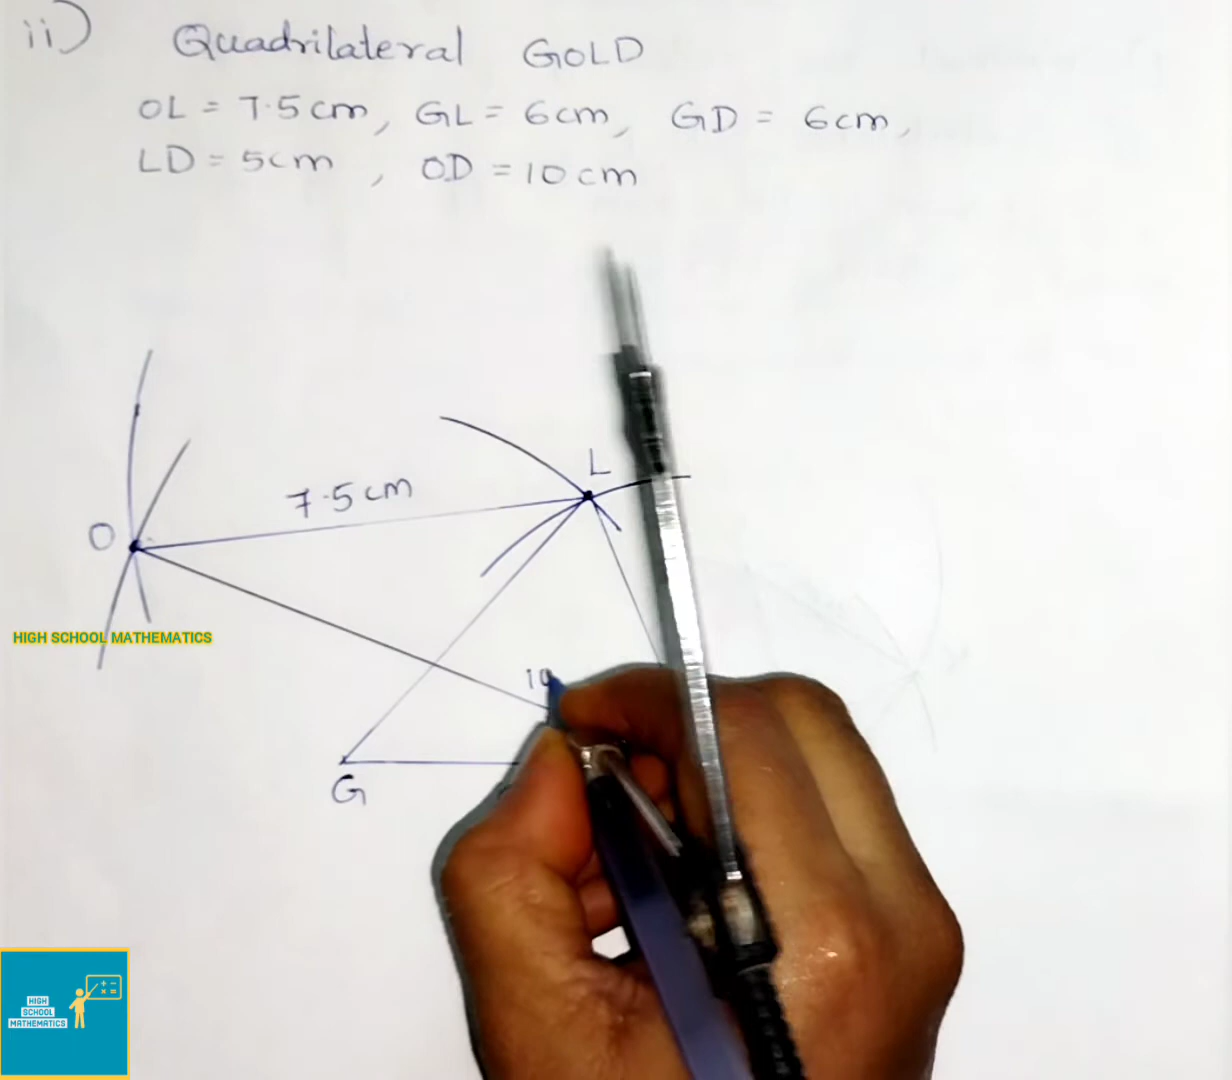 ii) Quadrilateral GOLD
OL = 7.5 cm, GL = 6 cm, GD = 6 cm,
LD = 5 cm, OD = 10 cm
L
7.5 cm
O
HIGH SCHOOL MATHEMATICS
10
G
HIGH
SCHOOL
MATHEMATICS